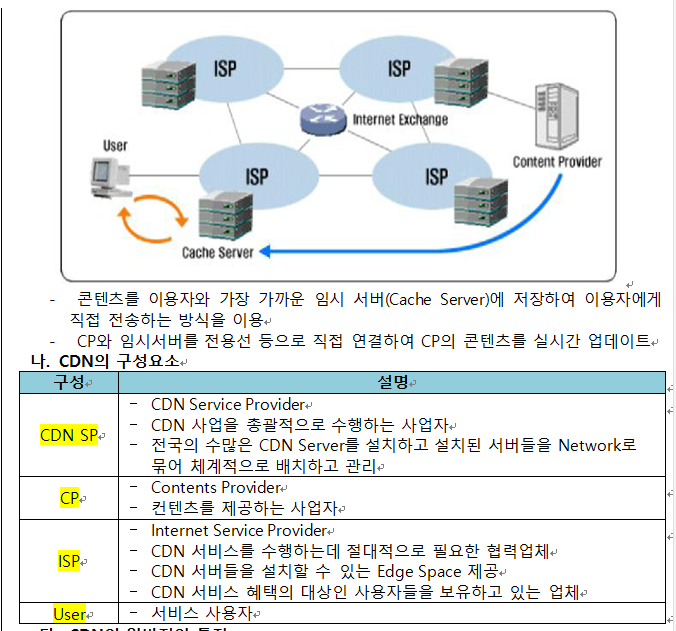 ISP
ISP
Internet Exchange
User
Content Provider
ISP
ISP
Cache Server
- 콘텐츠를 이용자와 가장 가까운 임시 서버(Cache Server)에 저장하여 이용자에게
직접 전송하는 방식을 이용
- CP와 임시서버를 전용선 등으로 직접 연결하여 CP의 콘텐츠를 실시간 업데이트
나. CDN의 구성요소
구성 설명
CDN SP
- CDN Service Provider
- CDN 사업을 총괄적으로 수행하는 사업자
- 전국의 수많은 CDN Server를 설치하고 설치된 서버들을 Network로
묶어 체계적으로 배치하고 관리
CP
- Contents Provider
- 컨텐츠를 제공하는 사업자
ISP
- Internet Service Provider
- CDN 서비스를 수행하는데 절대적으로 필요한 협력업체
- CDN 서버들을 설치할 수 있는 Edge Space 제공
- CDN 서비스 혜택의 대상인 사용자들을 보유하고 있는 업체
User - 서비스 사용자